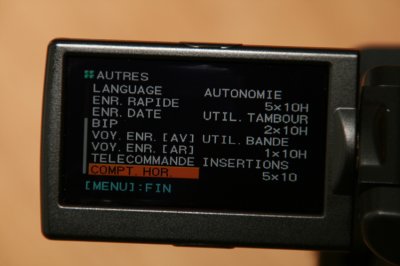 AUTRES
LANGUAGE AUTONOMIE
ENR. RAPIDE 5x10H
ENR. DATE UTIL. TAMBOUR
BIP 2x10H
VOY. ENR. [AV] UTIL. BANDE
VOY. ENR. [AR] 1x10H
TELECOMMANDE INSERTIONS
COMPT. HOR. 5x10
[MENU]:FIN